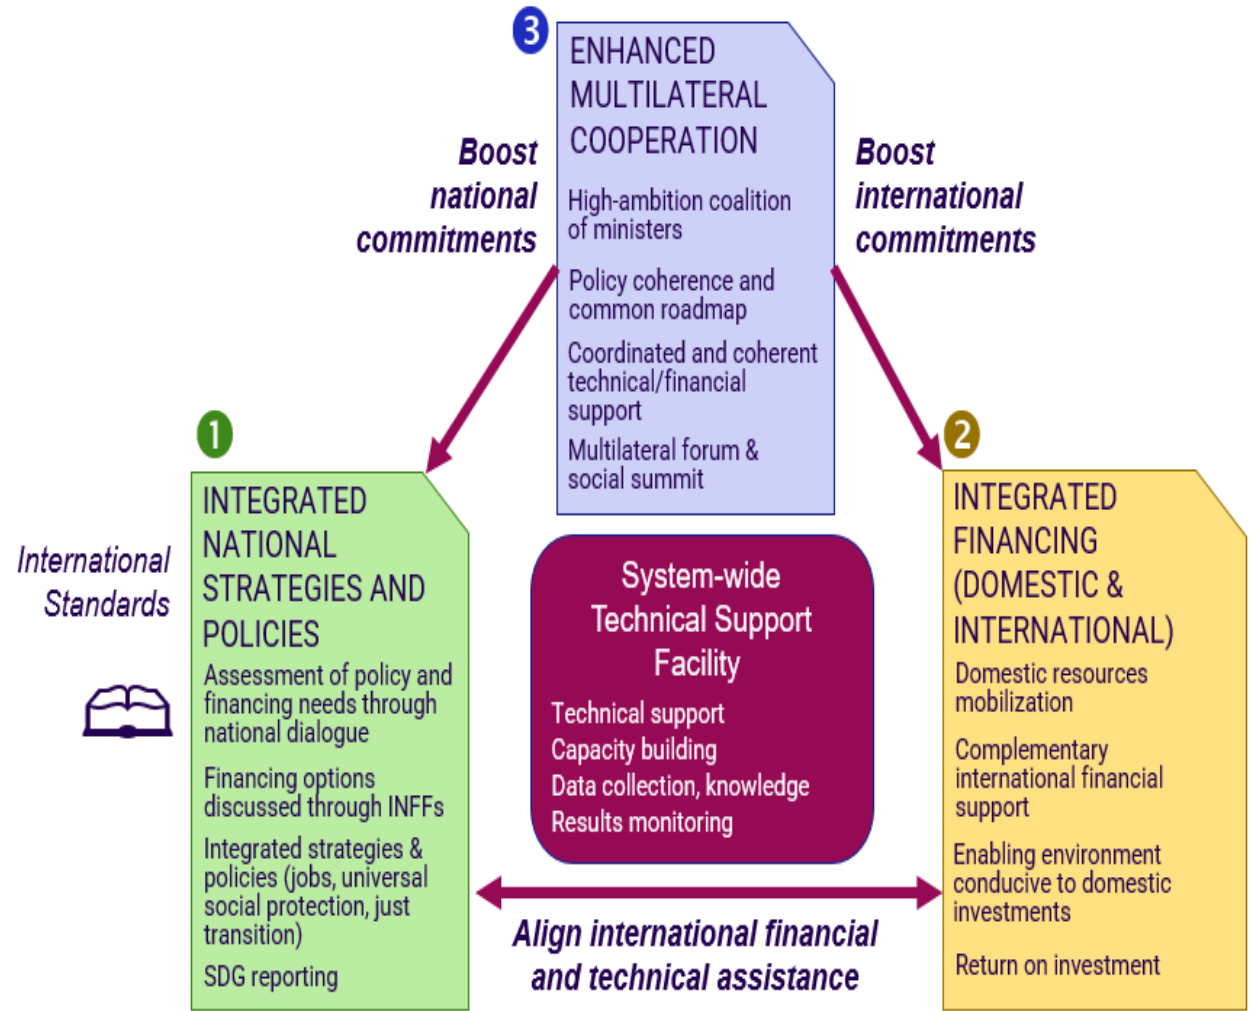 3
ENHANCED
MULTILATERAL
COOPERATION
High-ambition coalition
of ministers
Policy coherence and
common roadmap
Coordinated and coherent
technical/financial
support
Multilateral forum &
social summit
Boost
national
commitments
Boost
international
commitments
1
INTEGRATED
NATIONAL
STRATEGIES AND
POLICIES
Assessment of policy and
financing needs through
national dialogue
Financing options
discussed through INFFs
Integrated strategies &
policies (jobs, universal
social protection, just
transition)
SDG reporting
International
Standards
System-wide
Technical Support
Facility
Technical support
Capacity building
Data collection, knowledge
Results monitoring
2
INTEGRATED
FINANCING
(DOMESTIC &
INTERNATIONAL)
Domestic resources
mobilization
Complementary
international financial
support
Enabling environment
conducive to domestic
investments
Return on investment
Align international financial
and technical assistance